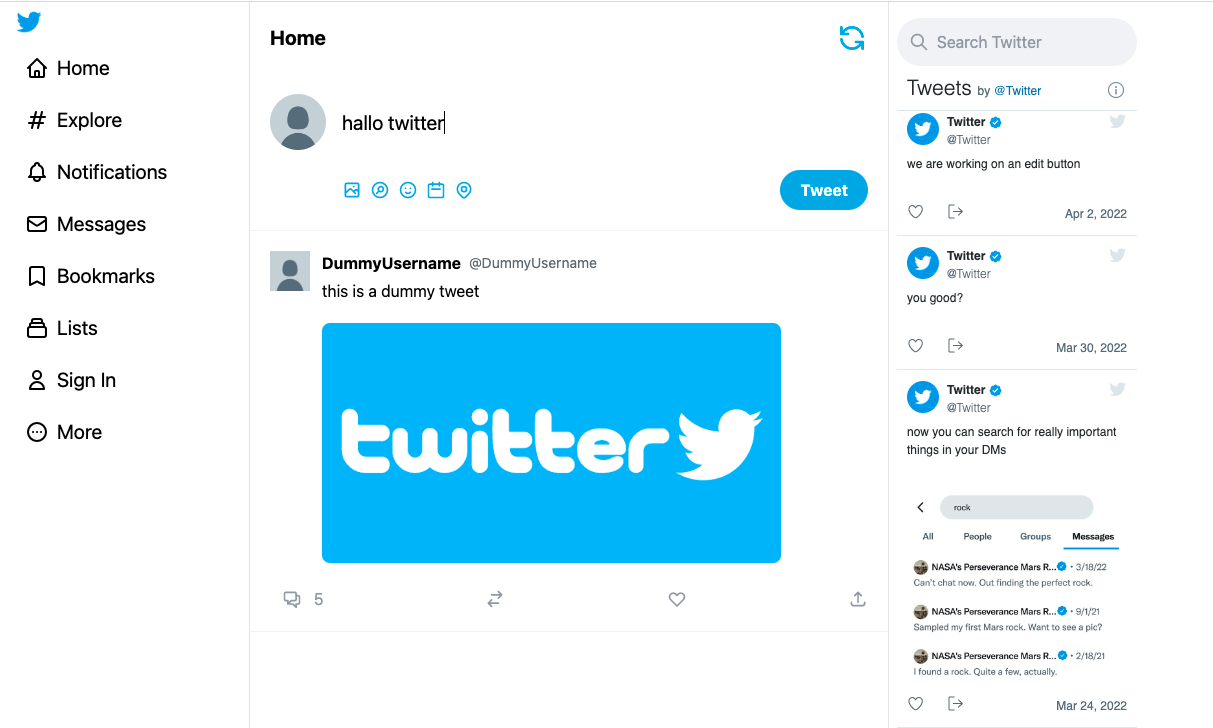 Home
Explore
Notifications
Messages
Bookmarks
Lists
Sign In
More
Home
hallo twitter
Tweet
DummyUsername @DummyUsername
this is a dummy tweet
twitter
5
Search Twitter
Tweets by @Twitter
Twitter
@Twitter
we are working on an edit button
Apr 2, 2022
Twitter
@Twitter
you good?
Mar 30, 2022
Twitter
@Twitter
now you can search for really important
things in your DMs
rock
All People Groups Messages
NASA's Perseverance Mars R... • 3/18/22
Can't chat now. Out finding the perfect rock.
NASA's Perseverance Mars R... • 9/1/21
Sampled my first Mars rock. Want to see a pic?
NASA's Perseverance Mars R... • 2/18/21
I found a rock. Quite a few, actually.
Mar 24, 2022